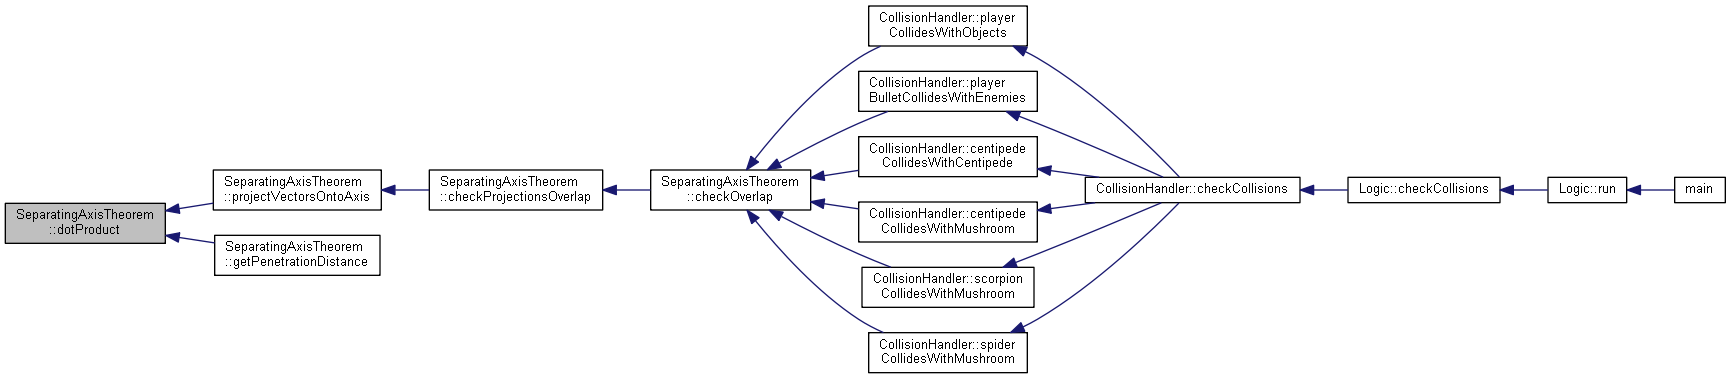 SeparatingAxisTheorem
::dotProduct
SeparatingAxisTheorem
::projectVectorsOntoAxis
SeparatingAxisTheorem
::getPenetrationDistance
SeparatingAxisTheorem
::checkProjectionsOverlap
SeparatingAxisTheorem
::checkOverlap
CollisionHandler::player
CollidesWithObjects
CollisionHandler::player
BulletCollidesWithEnemies
CollisionHandler::centipede
CollidesWithCentipede
CollisionHandler::centipede
CollidesWithMushroom
CollisionHandler::scorpion
CollidesWithMushroom
CollisionHandler::spider
CollidesWithMushroom
CollisionHandler::checkCollisions
Logic::checkCollisions
Logic::run
main